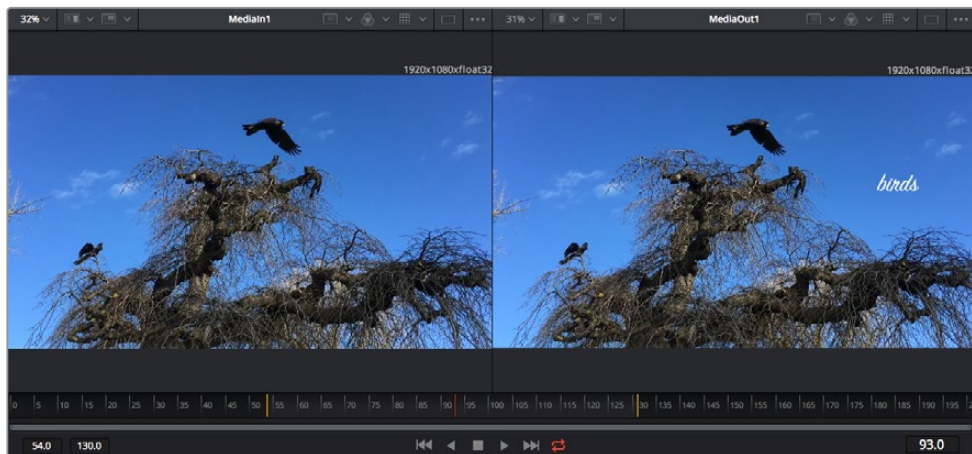 32% MediaIn1 31% MediaOut1
1920x1080xfloat32 1920x1080xfloat32
birds
0 5 10 15 20 25 30 35 40 45 50 55 60 65 70 75 80 85 90 95 100 105 110 115 120 125 30 135 140 145 150 155 160 165 170 175 180 185 190 195
54.0 130.0 93.0